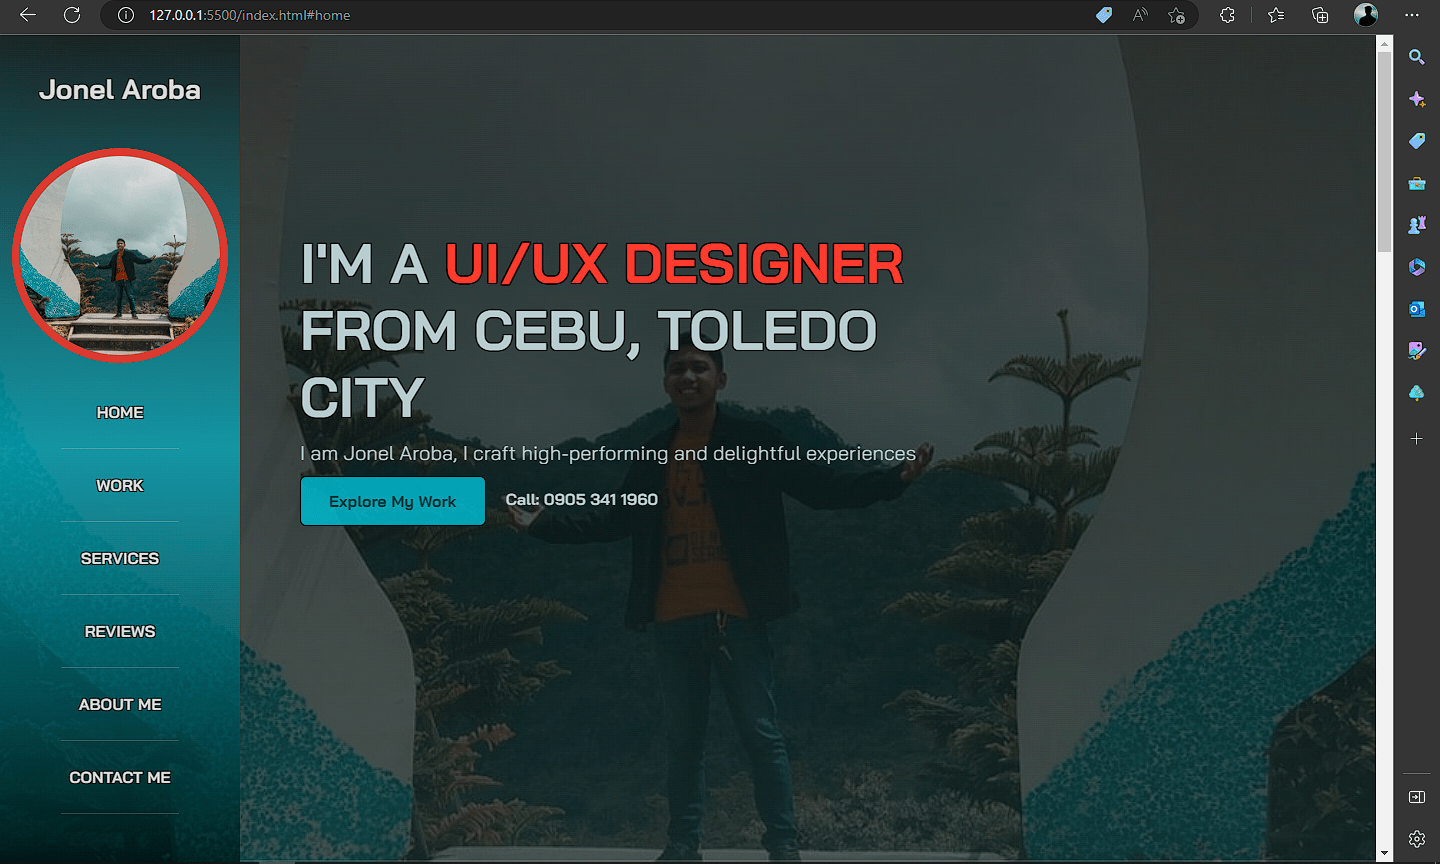 127.0.0.1:5500/index.html#home
Jonel Aroba
HOME
WORK
SERVICES
REVIEWS
ABOUT ME
CONTACT ME
I'M A UI/UX DESIGNER
FROM CEBU, TOLEDO
CITY
I am Jonel Aroba, I craft high-performing and delightful experiences
Explore My Work
Call: 0905 341 1960